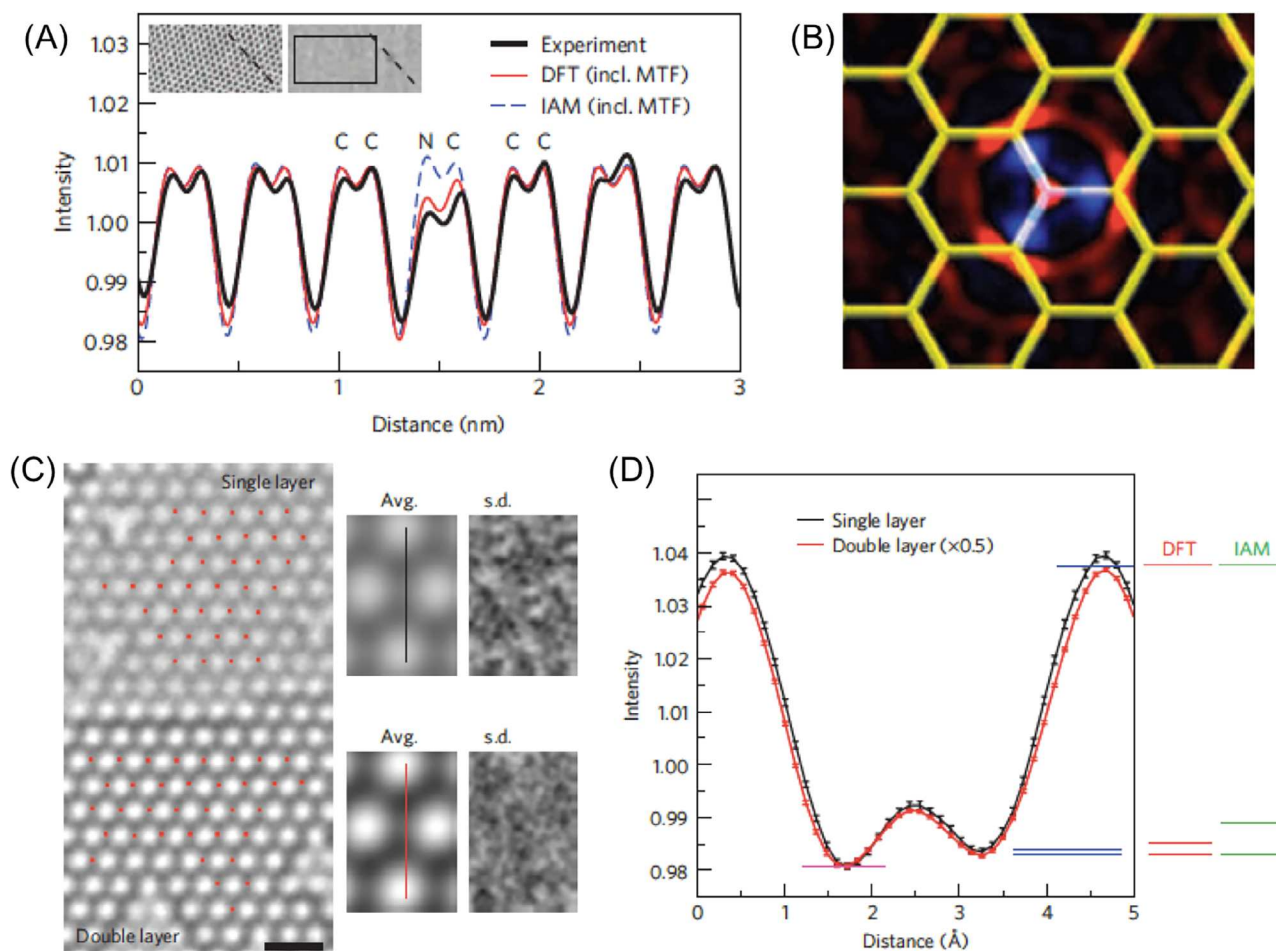 (A)
1.03
1.02
1.01
1.00
0.99
0.98
Intensity
Experiment
DFT (incl. MTF)
IAM (incl. MTF)
C C N C C C
0 1 2 3
Distance (nm)
(B)
(C)
Single layer
Double layer
Avg. s.d.
Avg. s.d.
(D)
Single layer
Double layer (×0.5)
1.04
1.03
1.02
1.01
1.00
0.99
0.98
Intensity
0 1 2 3 4 5
Distance (Å)
DFT IAM